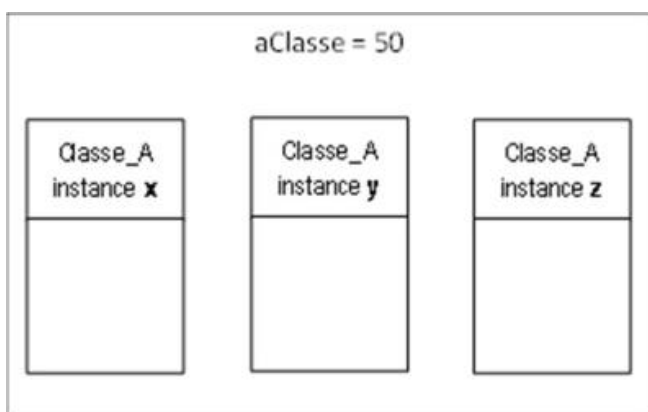 aClasse = 50
Classe_A
instance x
Classe_A
instance y
Classe_A
instance z